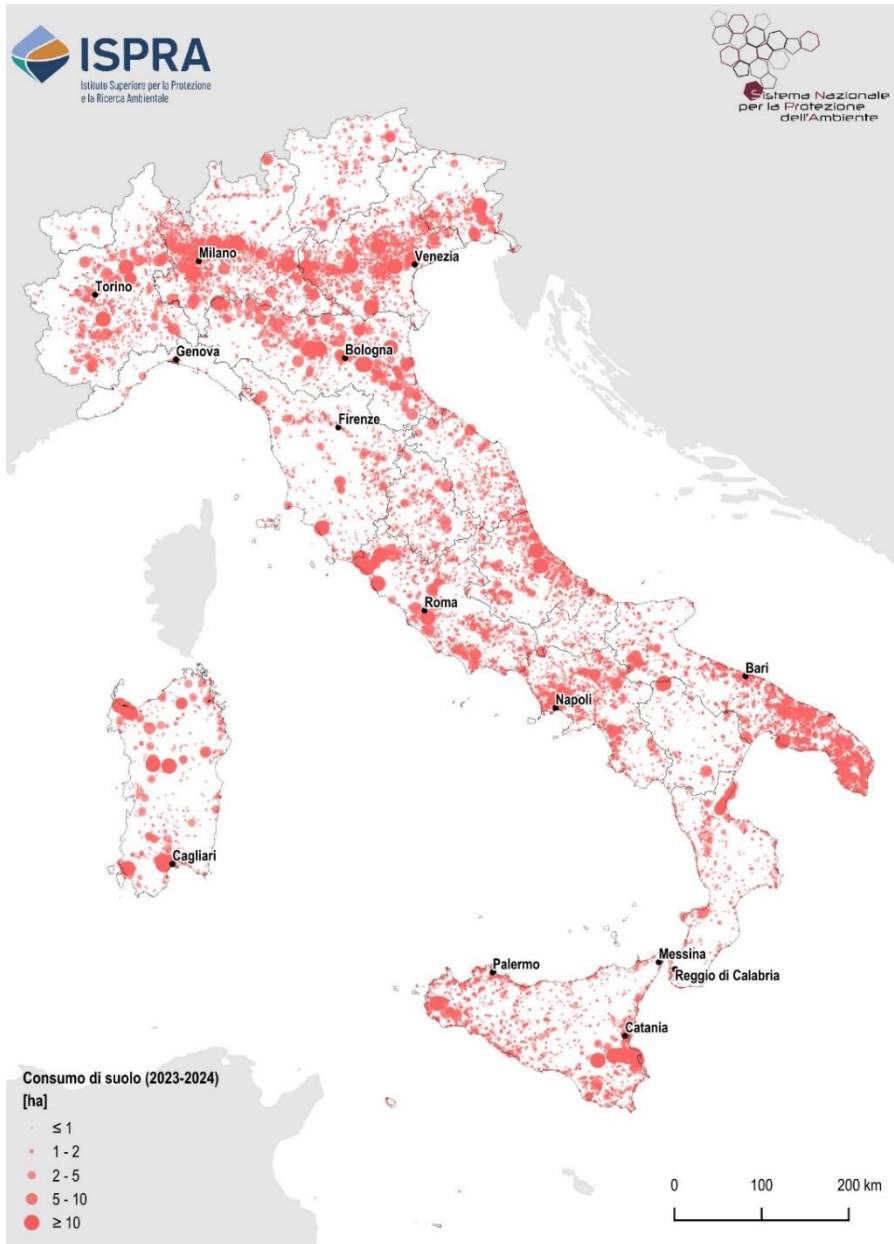 ISPRA
Istituto Superiore per la Protezione
e la Ricerca Ambientale
Sistema Nazionale
per la Protezione
dell'Ambiente
Milano
Venezia
Torino
Genova
Bologna
Firenze
Roma
Bari
Napoli
Cagliari
Messina
Palermo
Reggio di Calabria
Catania
Consumo di suolo (2023-2024)
[ha]
≤ 1
1 - 2
2 - 5
5 - 10
≥ 10
0 100 200 km